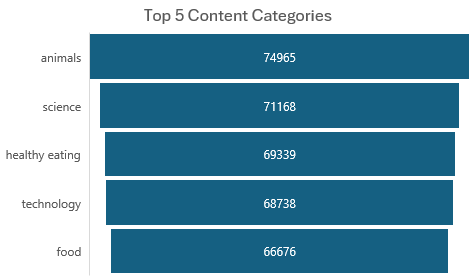 Top 5 Content Categories
animals 74965
science 71168
healthy eating 69339
technology 68738
food 66676